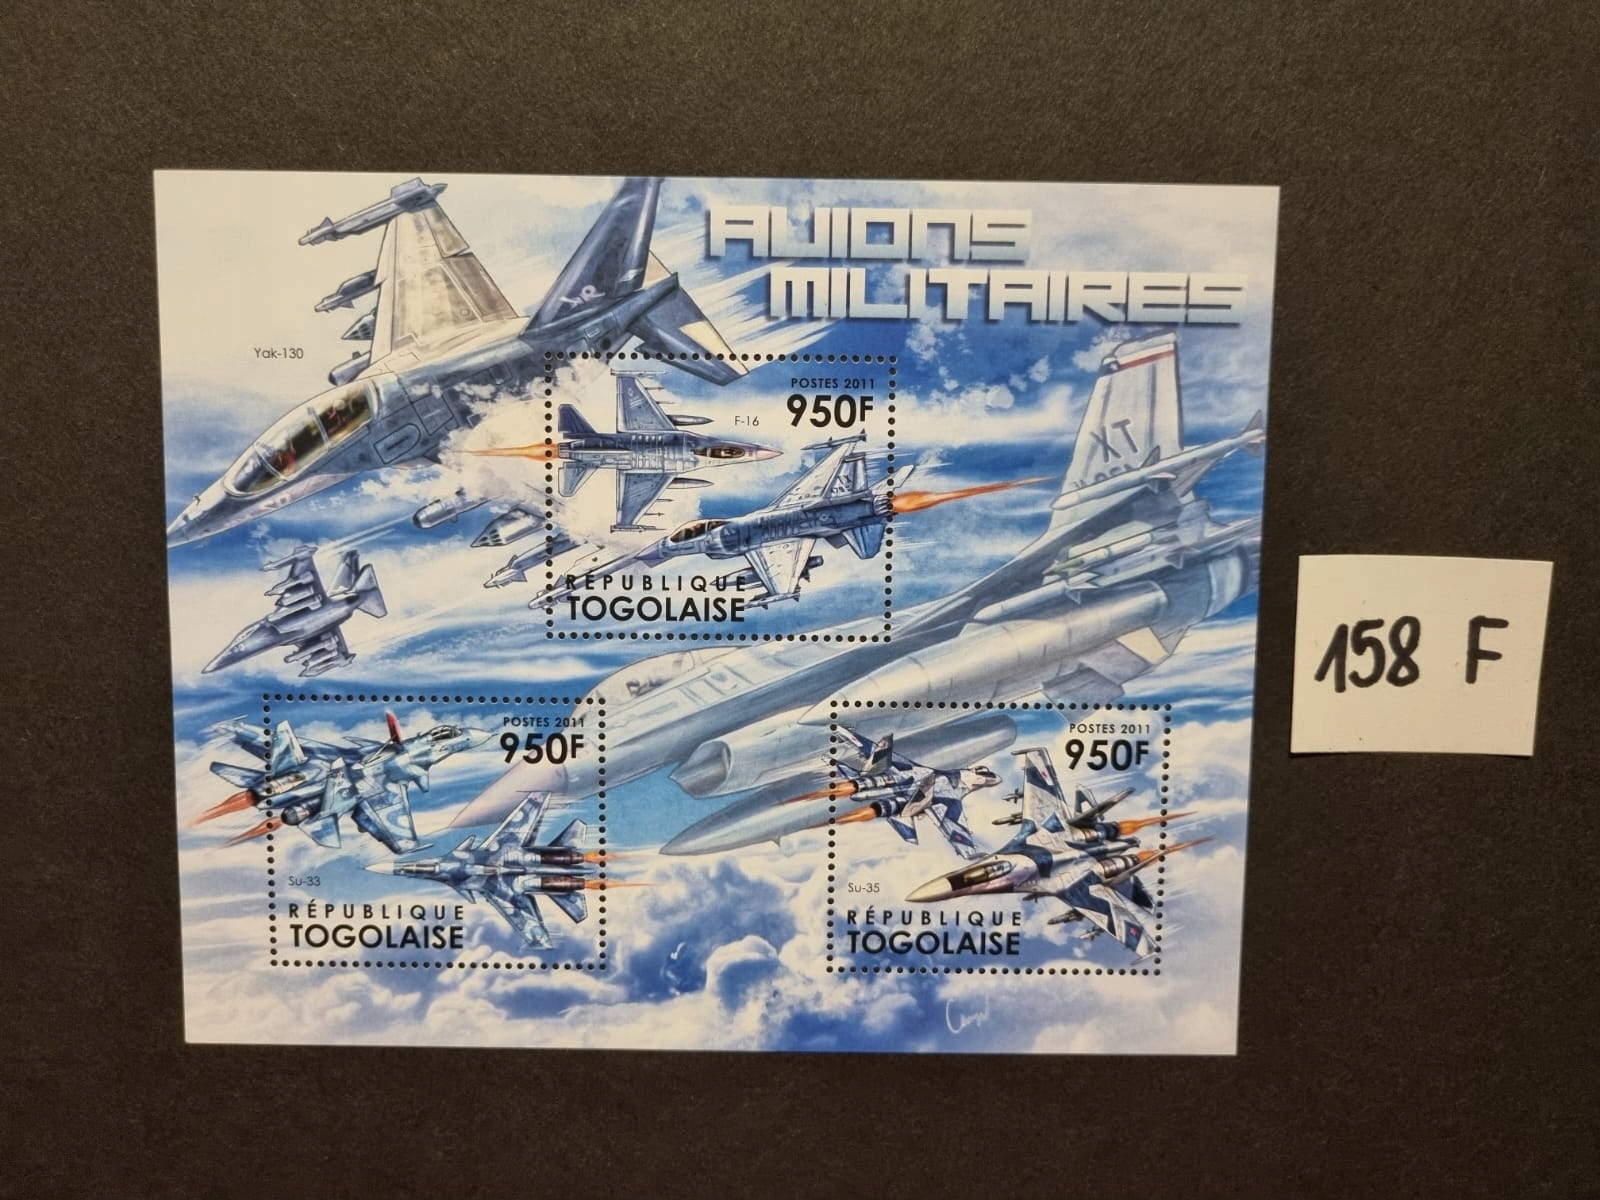 AVIONS
MILITAIRES
Yak-130
POSTES 2011
950F
F-16
XT
RÉPUBLIQUE
TOGOLAISE
158 F
POSTES 2011
950F
Su-33
RÉPUBLIQUE
TOGOLAISE
POSTES 2011
950F
Su-35
RÉPUBLIQUE
TOGOLAISE